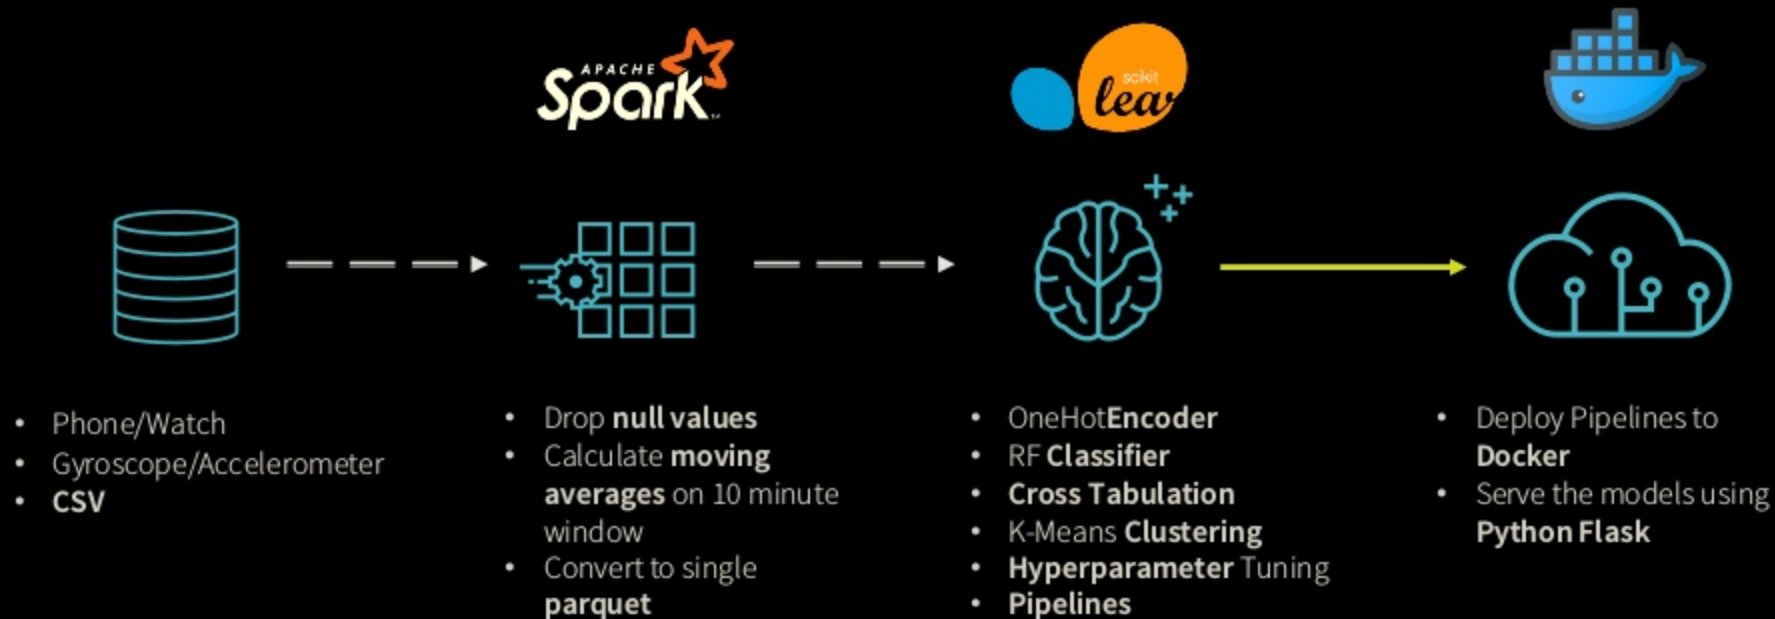 APACHE
Spark
scikit
lear
• Phone/Watch
• Gyroscope/Accelerometer
• CSV
• Drop null values
• Calculate moving
averages on 10 minute
window
• Convert to single
parquet
• OneHotEncoder
• RF Classifier
• Cross Tabulation
• K-Means Clustering
• Hyperparameter Tuning
• Pipelines
• Deploy Pipelines to
Docker
• Serve the models using
Python Flask